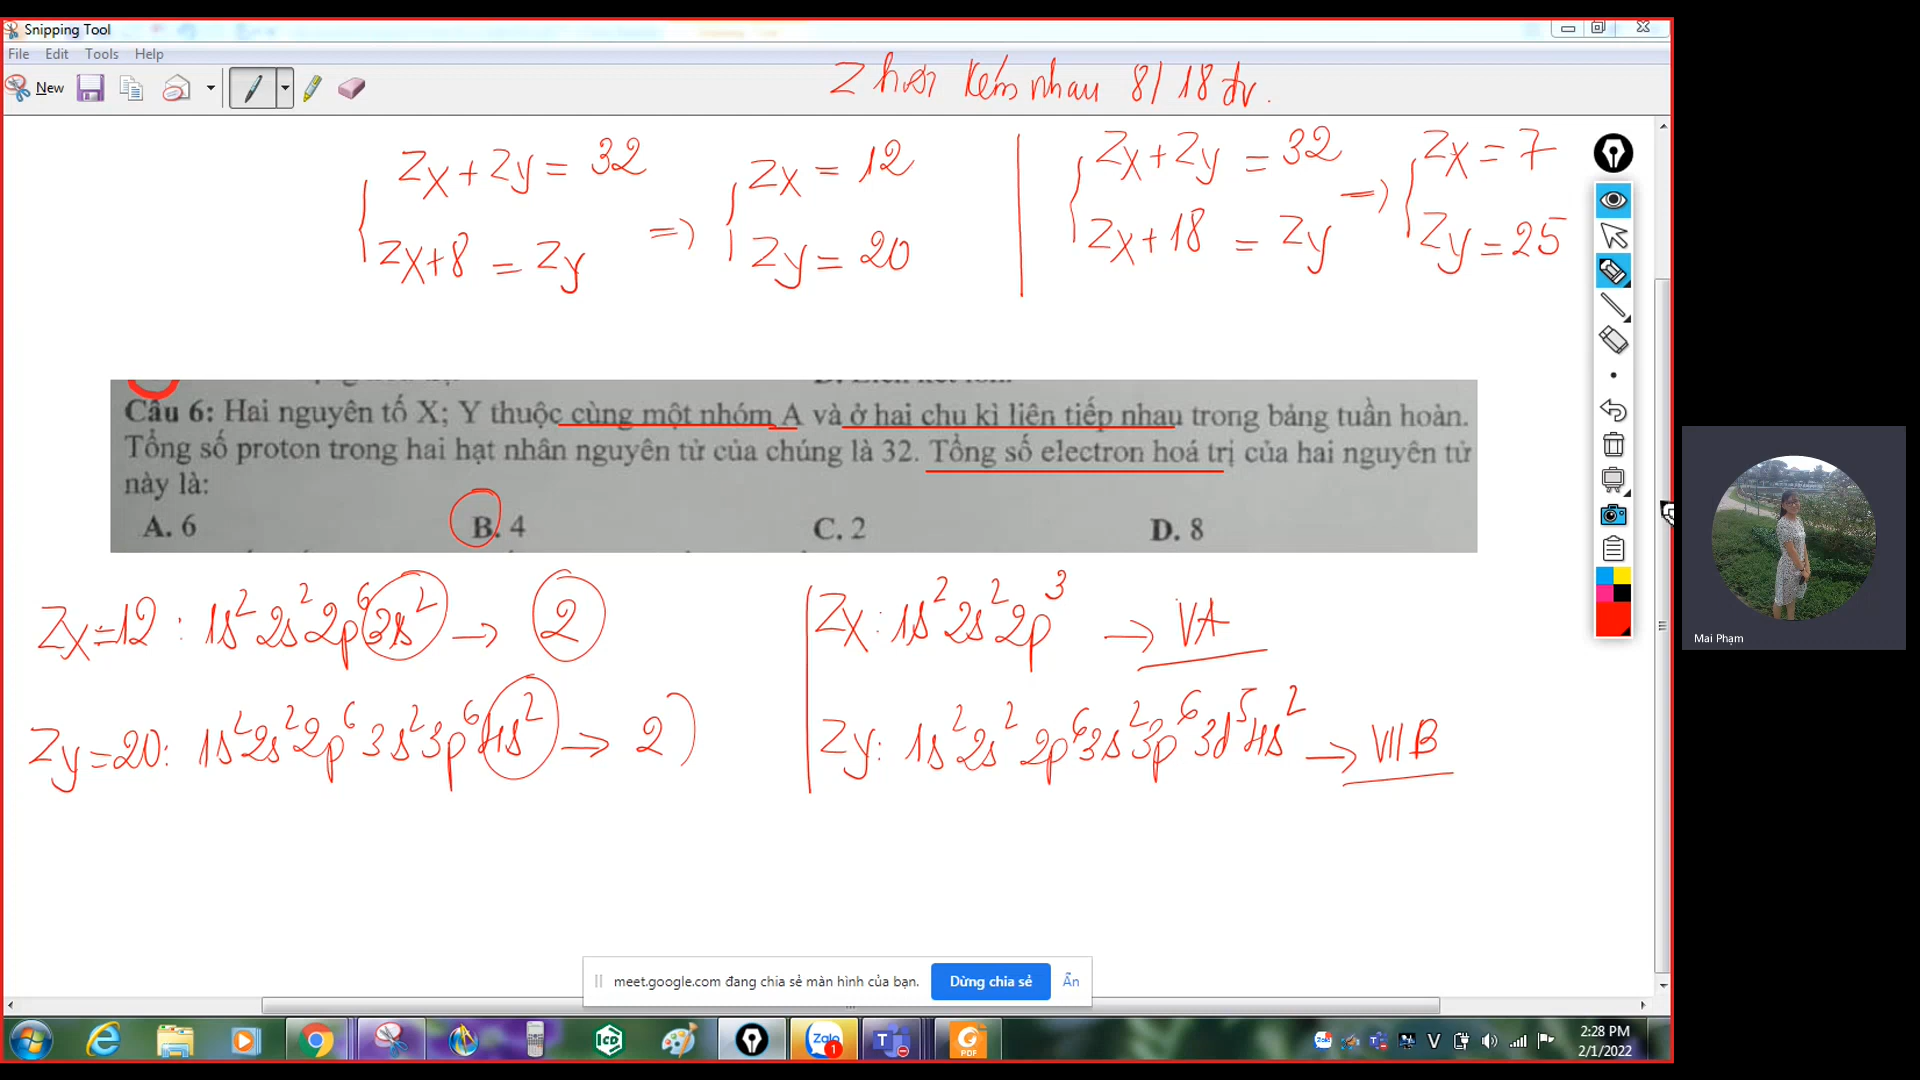 Snipping Tool
File Edit Tools Help
New
Z hơn kém nhau 8/18 đv.
ZX + ZY = 32
ZX+8 = ZY
=>
ZX = 12
ZY = 20
ZX + ZY = 32
ZX+18 = ZY
=>
ZX = 7
ZY = 25
Câu 6: Hai nguyên tố X; Y thuộc cùng một nhóm A và ở hai chu kì liên tiếp nhau trong bảng tuần hoàn.
Tổng số proton trong hai hạt nhân nguyên tử của chúng là 32. Tổng số electron hoá trị của hai nguyên tử
này là:
A. 6 B. 4 C. 2 D. 8
ZX=12 : 1s² 2s² 2p⁶ 3s² → 2
ZY=20: 1s² 2s² 2p⁶ 3s² 3p⁶ 4s² → 2
ZX: 1s² 2s² 2p³ → VA
ZY: 1s² 2s² 2p⁶ 3s² 3p⁶ 3d⁵ 4s² → VIIB
Mai Phạm
meet.google.com đang chia sẻ màn hình của bạn. Dừng chia sẻ Ẩn
Zalo
1
PDF
V
2:28 PM
2/1/2022